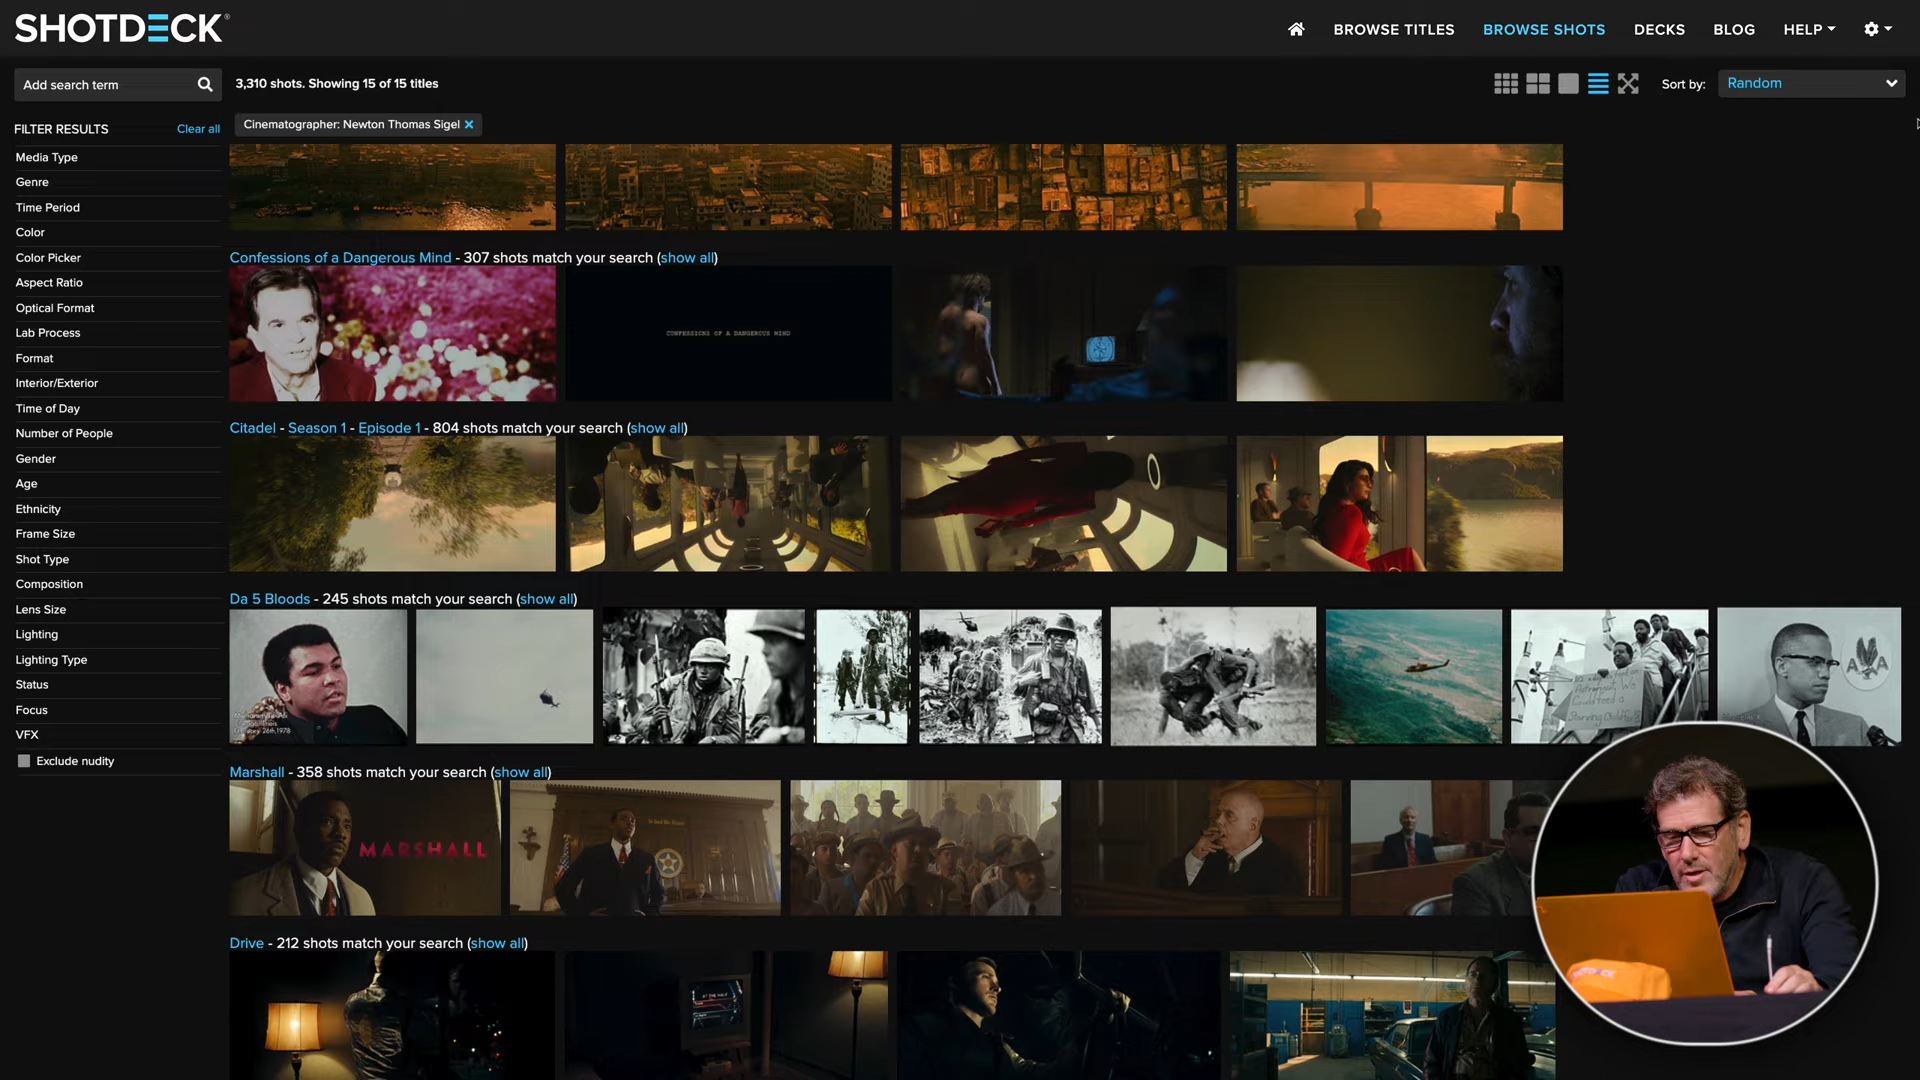 SHOTDECK®
BROWSE TITLES
BROWSE SHOTS
DECKS
BLOG
HELP
Add search term
3,310 shots. Showing 15 of 15 titles
Sort by:
Random
FILTER RESULTS
Clear all
Cinematographer: Newton Thomas Sigel
Media Type
Genre
Time Period
Color
Color Picker
Aspect Ratio
Optical Format
Lab Process
Format
Interior/Exterior
Time of Day
Number of People
Gender
Age
Ethnicity
Frame Size
Shot Type
Composition
Lens Size
Lighting
Lighting Type
Status
Focus
VFX
Exclude nudity
Confessions of a Dangerous Mind - 307 shots match your search (show all)
CONFESSIONS OF A DANGEROUS MIND
Citadel - Season 1 - Episode 1 - 804 shots match your search (show all)
Da 5 Bloods - 245 shots match your search (show all)
Marshall - 358 shots match your search (show all)
MARSHALL
Drive - 212 shots match your search (show all)
SHOTDECK